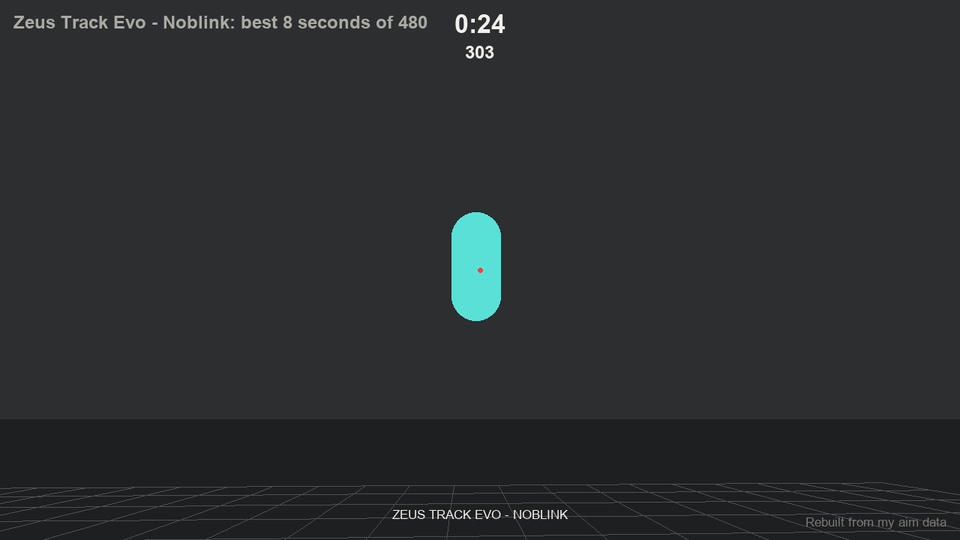 Zeus Track Evo - Noblink: best 8 seconds of 480
0:24
303
ZEUS TRACK EVO - NOBLINK
Rebuilt from my aim data